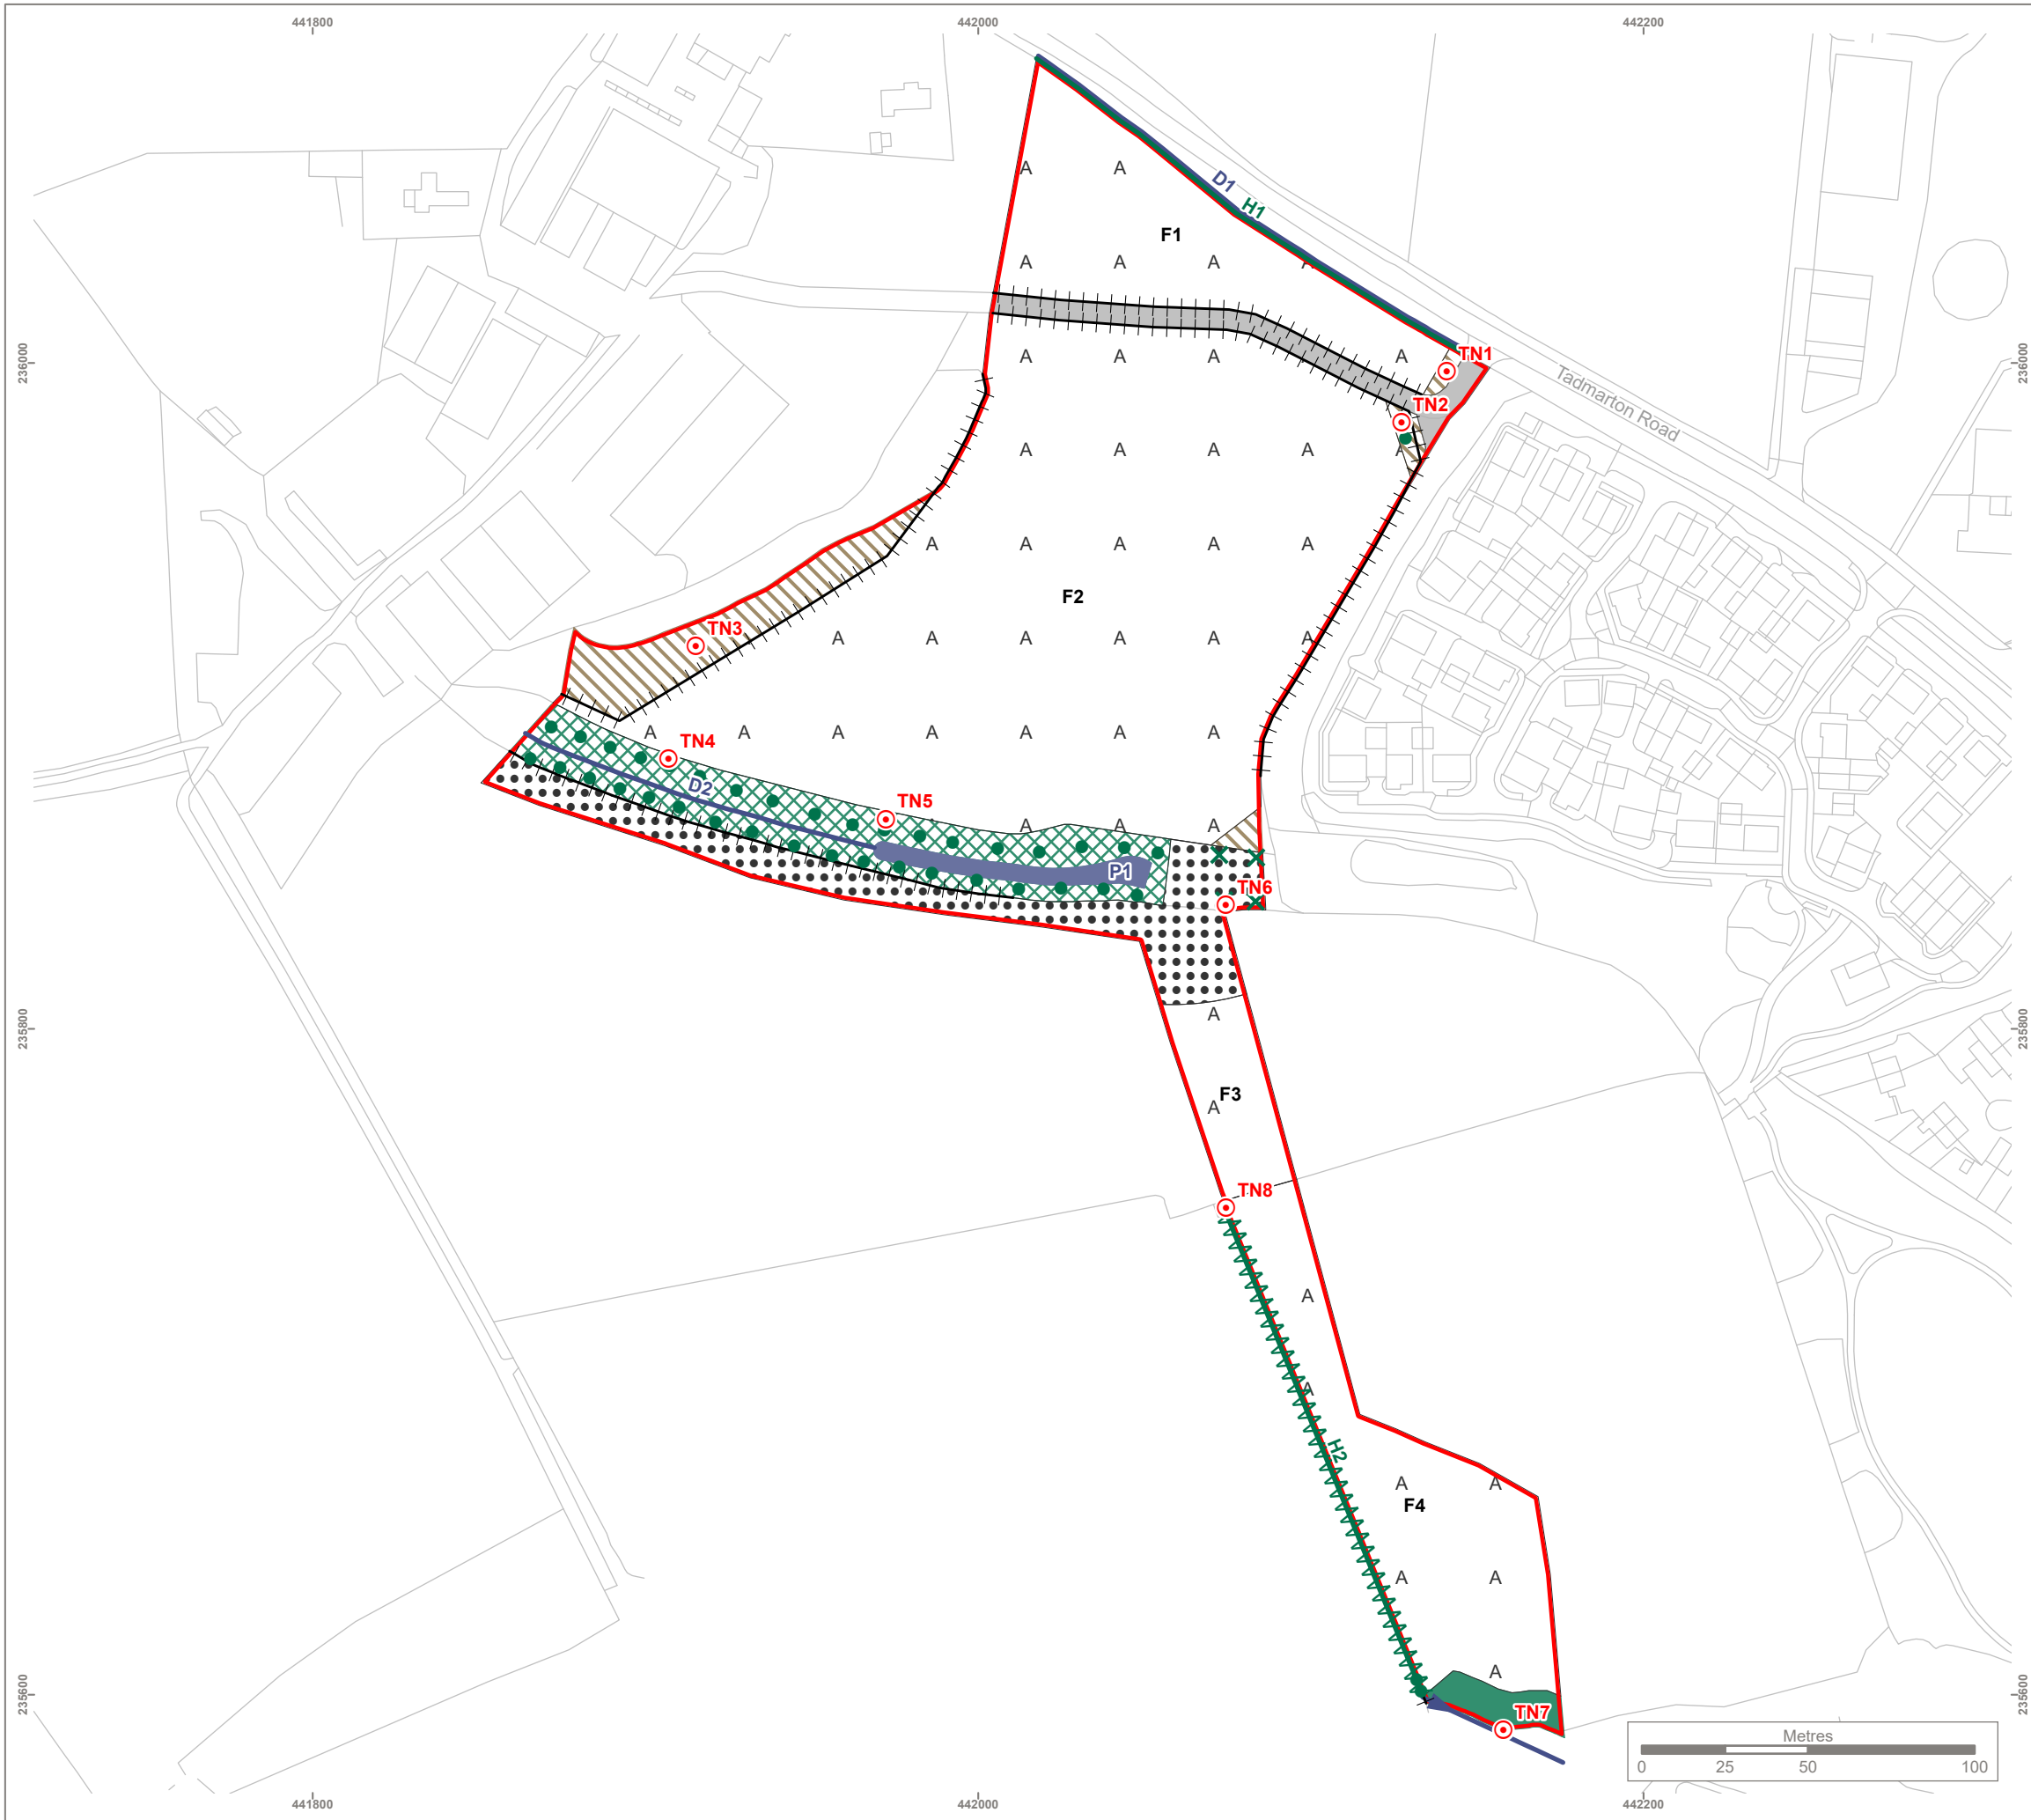 441800 442000 442200
D1
H1
A A
F1
A A A A
236000 A A A A TN1 236000
TN2
Tadmarton Road
A A A A
A A A A A
F2
TN3
A A A A A A
A A A A A A A
TN4
D2
TN5
A A A
P1
TN6
A
235800 235800
F3
A
TN8
A
A
H2
A A
F4
A A
A
235600 235600
TN7
Metres
0 25 50 100
441800 442000 442200